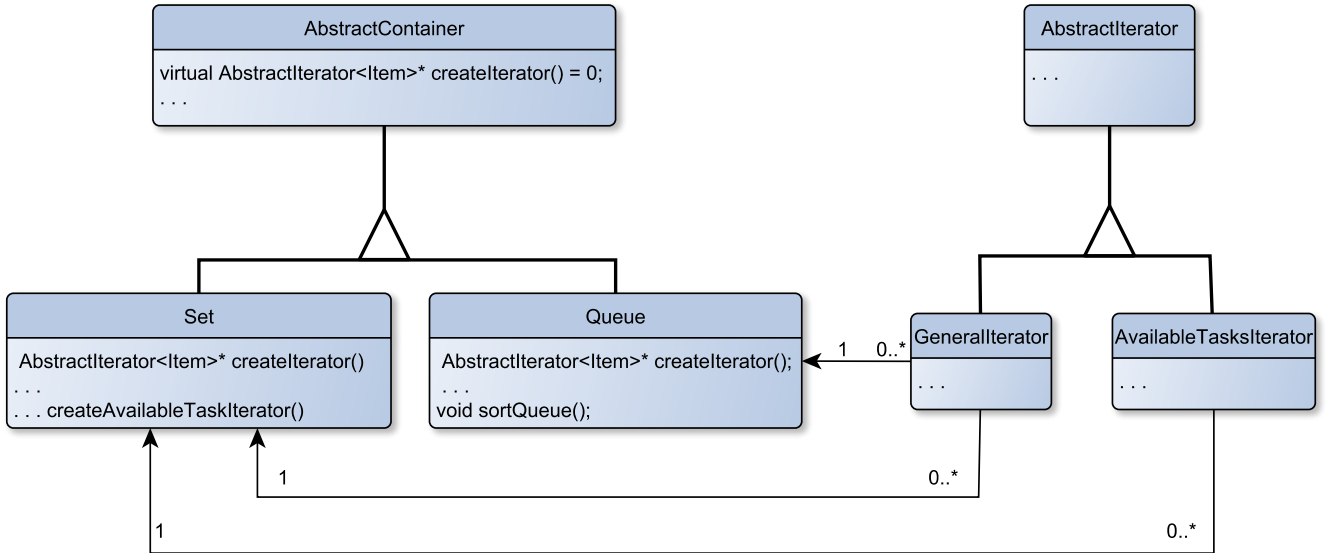 AbstractContainer
virtual AbstractIterator<Item>* createIterator() = 0;
. . .
AbstractIterator
. . .
Set
AbstractIterator<Item>* createIterator()
. . .
. . . createAvailableTaskIterator()
Queue
AbstractIterator<Item>* createIterator();
. . .
void sortQueue();
1
0..*
GeneralIterator
. . .
AvailableTasksIterator
. . .
1
0..*
1
0..*